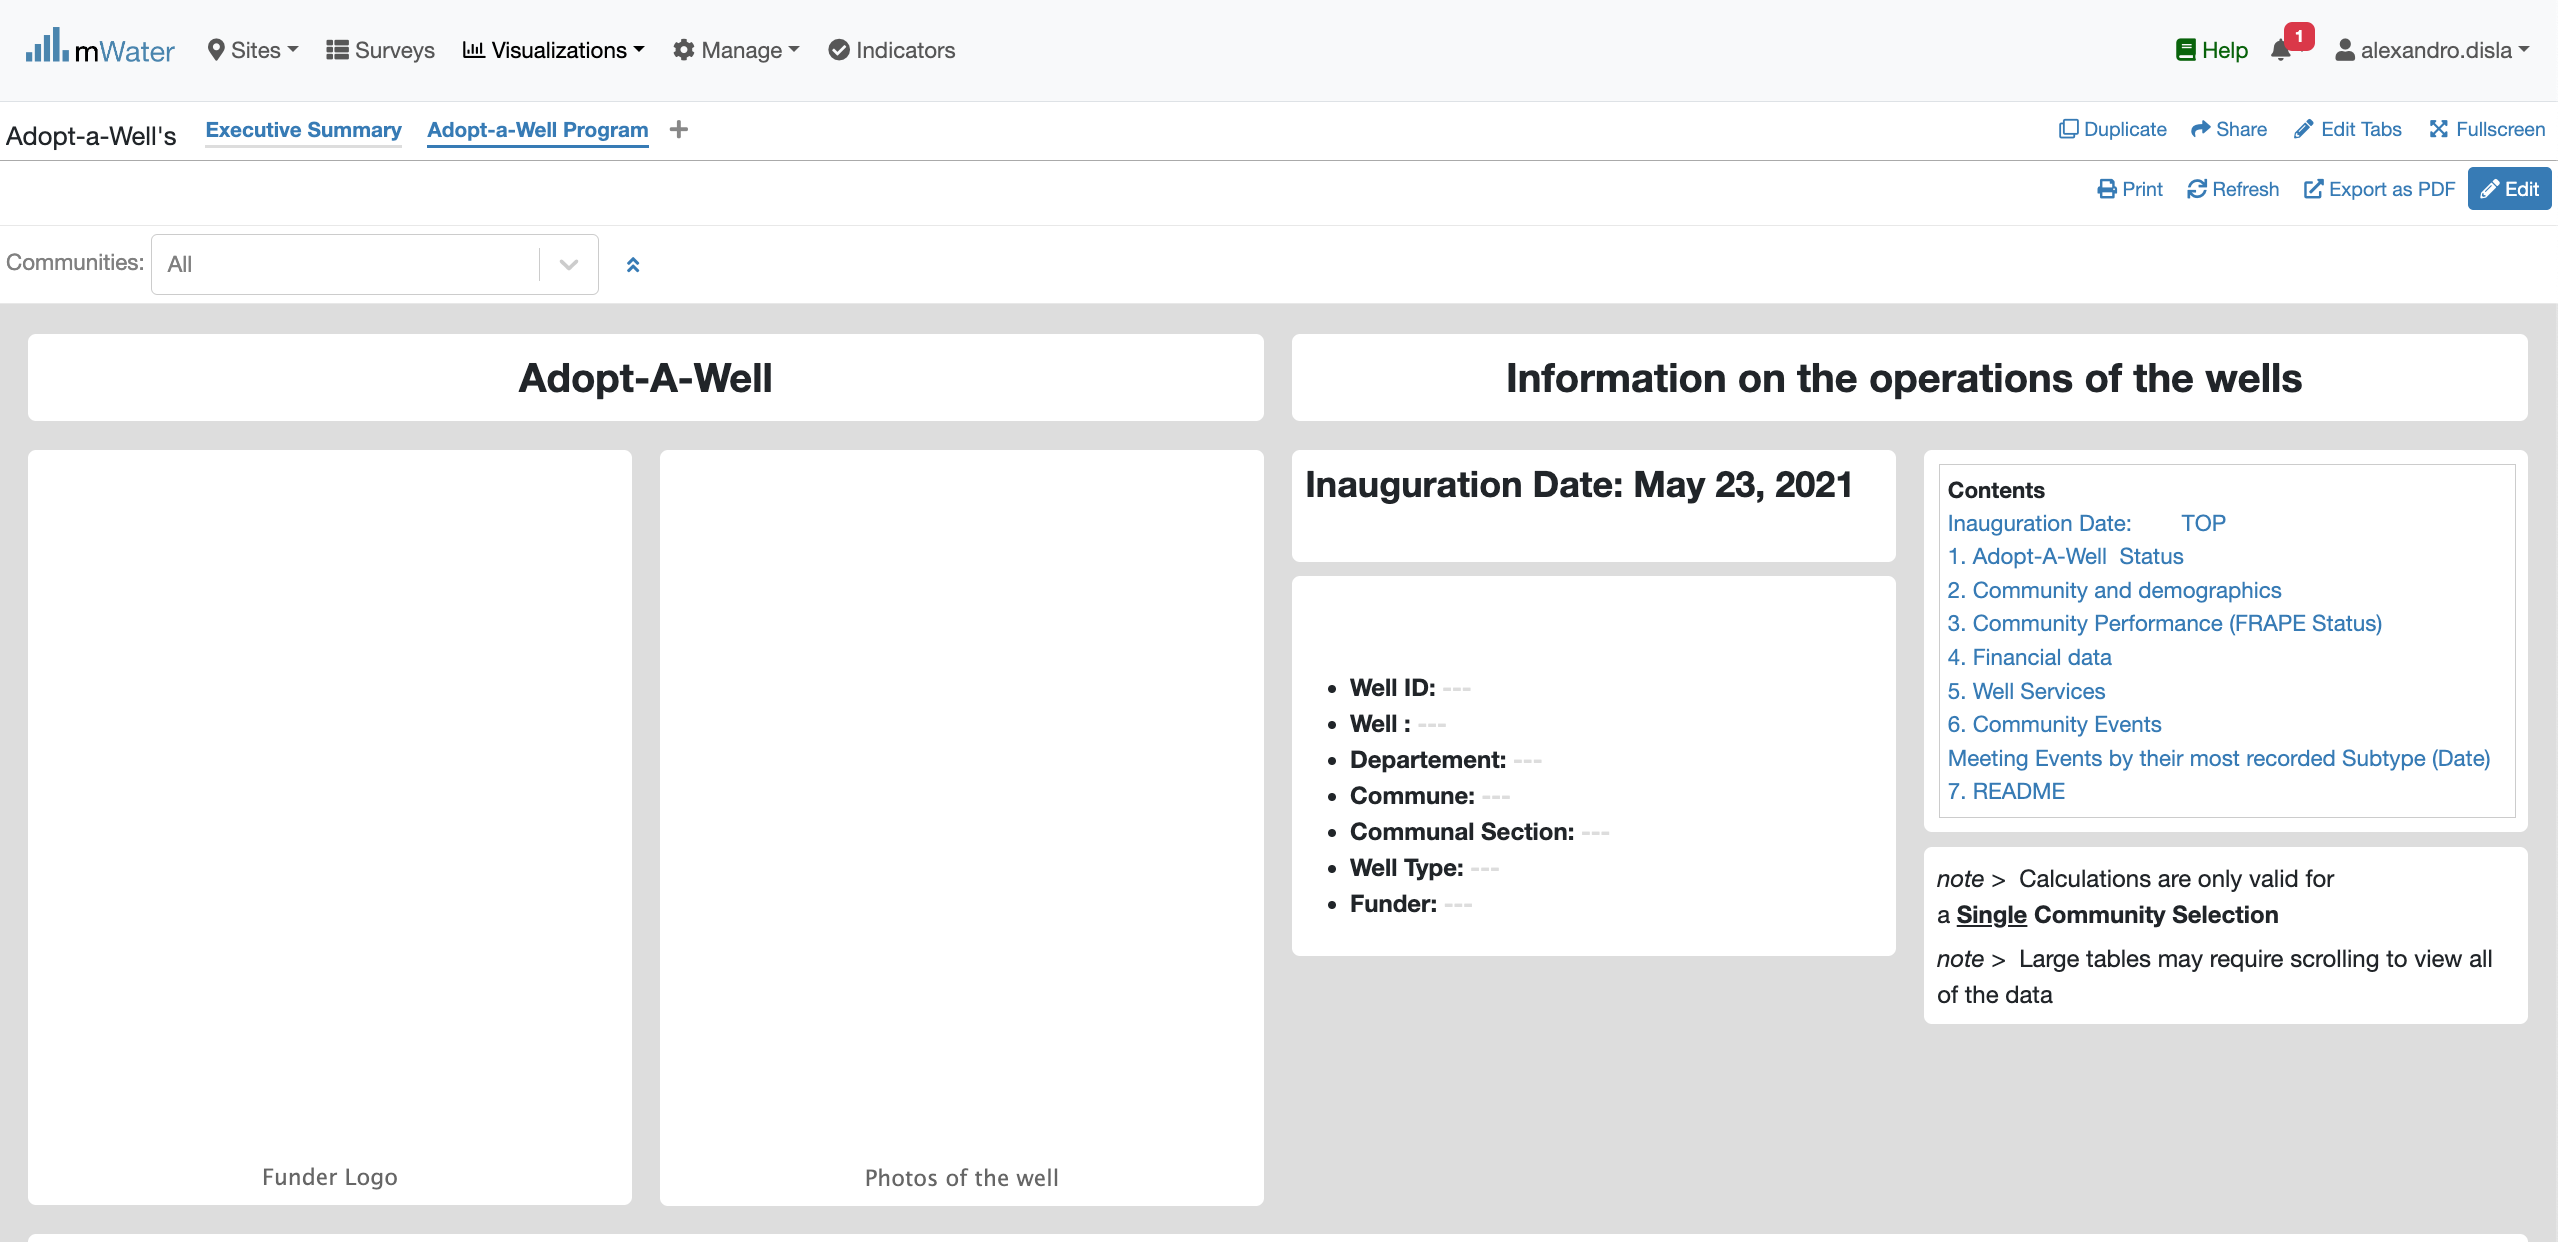 mWater Sites Surveys Visualizations Manage Indicators Help 1 alexandro.disla
Adopt-a-Well's Executive Summary Adopt-a-Well Program + Duplicate Share Edit Tabs Fullscreen
Print Refresh Export as PDF Edit
Communities: All
Adopt-A-Well
Information on the operations of the wells
Funder Logo
Photos of the well
Inauguration Date: May 23, 2021
• Well ID: ---
• Well : ---
• Departement: ---
• Commune: ---
• Communal Section: ---
• Well Type: ---
• Funder: ---
Contents
Inauguration Date: TOP
1. Adopt-A-Well Status
2. Community and demographics
3. Community Performance (FRAPE Status)
4. Financial data
5. Well Services
6. Community Events
Meeting Events by their most recorded Subtype (Date)
7. README
note > Calculations are only valid for
a Single Community Selection
note > Large tables may require scrolling to view all
of the data